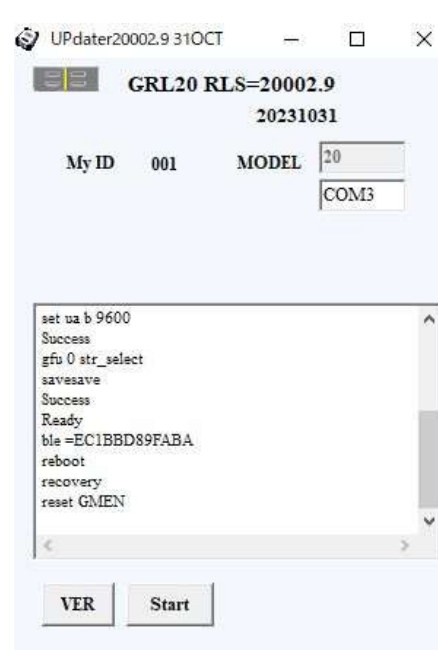 UPdater20002.9 31OCT
GRL20 RLS=20002.9
20231031
My ID 001 MODEL 20
COM3
set ua b 9600
Success
gfu 0 str_select
savesave
Success
Ready
ble =EC1BBD89FABA
reboot
recovery
reset GMEN
VER Start